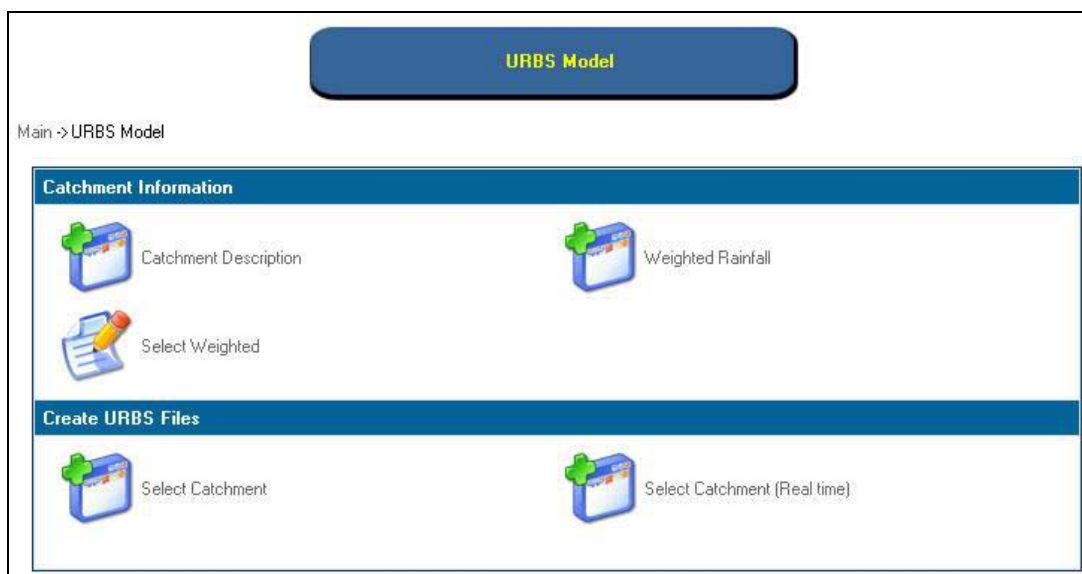 URBS Model
Main -> URBS Model
Catchment Information
Catchment Description
Weighted Rainfall
Select Weighted
Create URBS Files
Select Catchment
Select Catchment (Real time)